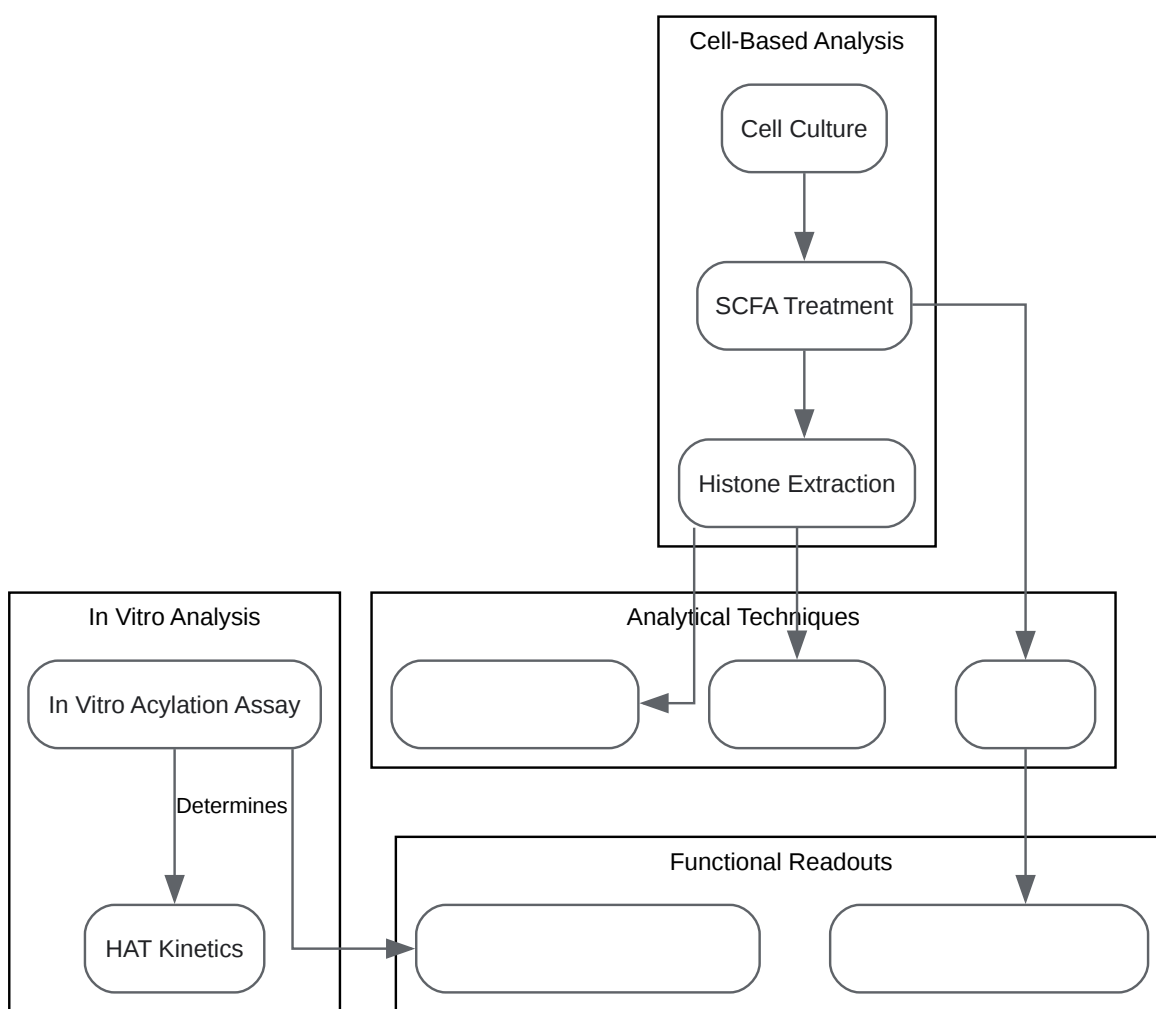 Cell-Based Analysis
Cell Culture
SCFA Treatment
Histone Extraction
In Vitro Analysis
Analytical Techniques
In Vitro Acylation Assay
Determines
Functional Readouts
HAT Kinetics